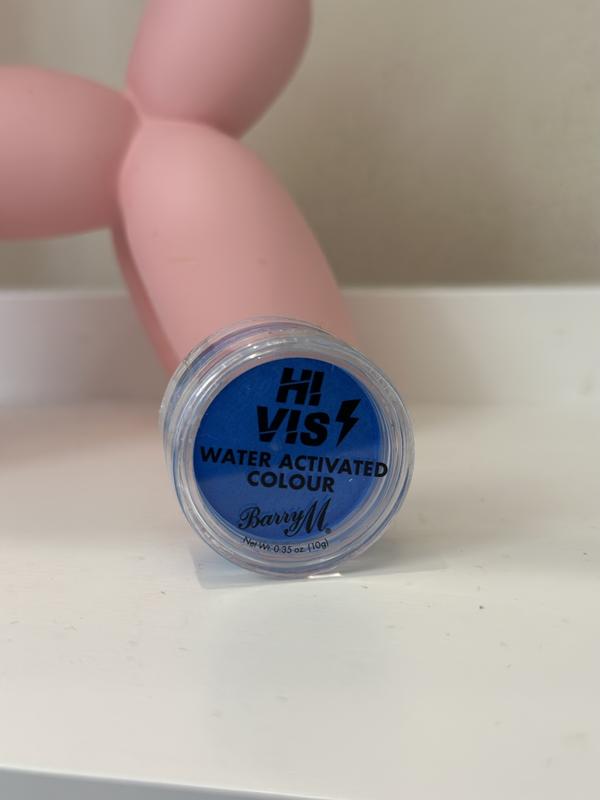 HI
VIS
WATER ACTIVATED
COLOUR
Barry M®
Net Wt. 0.35 oz. (10g)